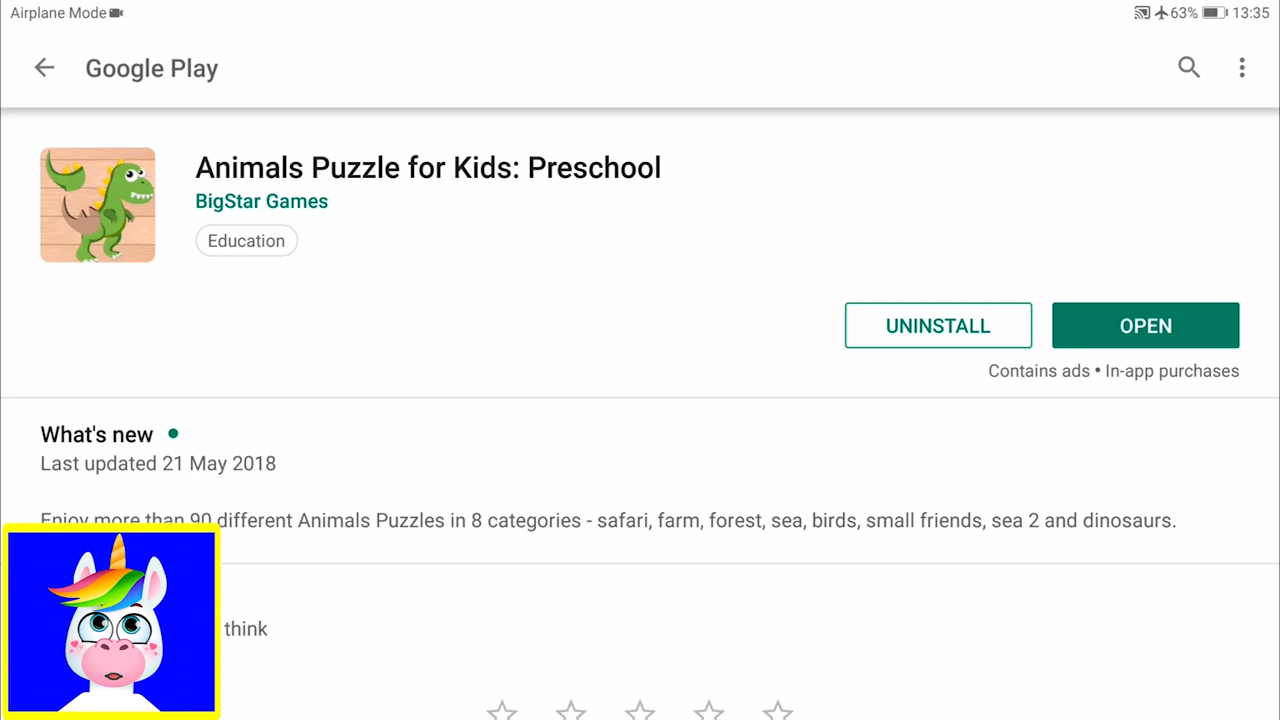 Airplane Mode 63% 13:35
Google Play
Animals Puzzle for Kids: Preschool
BigStar Games
Education
UNINSTALL OPEN
Contains ads • In-app purchases
What's new
Last updated 21 May 2018
Enjoy more than 90 different Animals Puzzles in 8 categories - safari, farm, forest, sea, birds, small friends, sea 2 and dinosaurs.
think